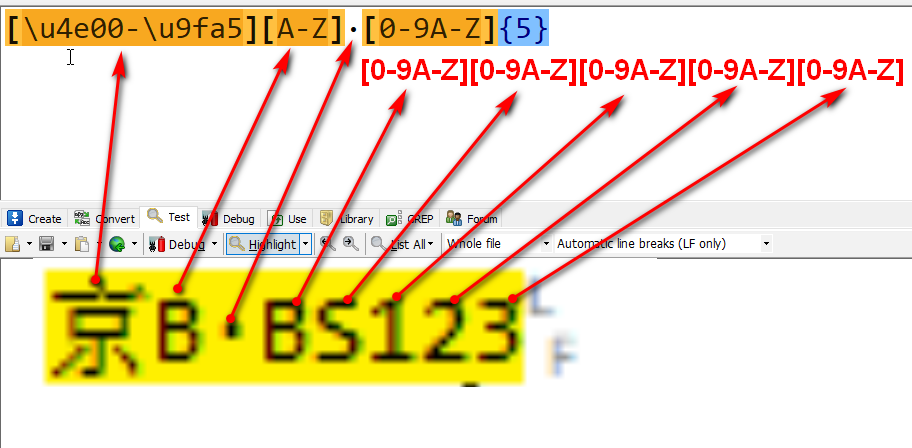 [\u4e00-\u9fa5][A-Z]·[0-9A-Z]{5}
[0-9A-Z][0-9A-Z][0-9A-Z][0-9A-Z][0-9A-Z]
Create Convert Test Debug Use Library GREP Forum
Debug Highlight List All Whole file Automatic line breaks (LF only)
京B·BS123LF